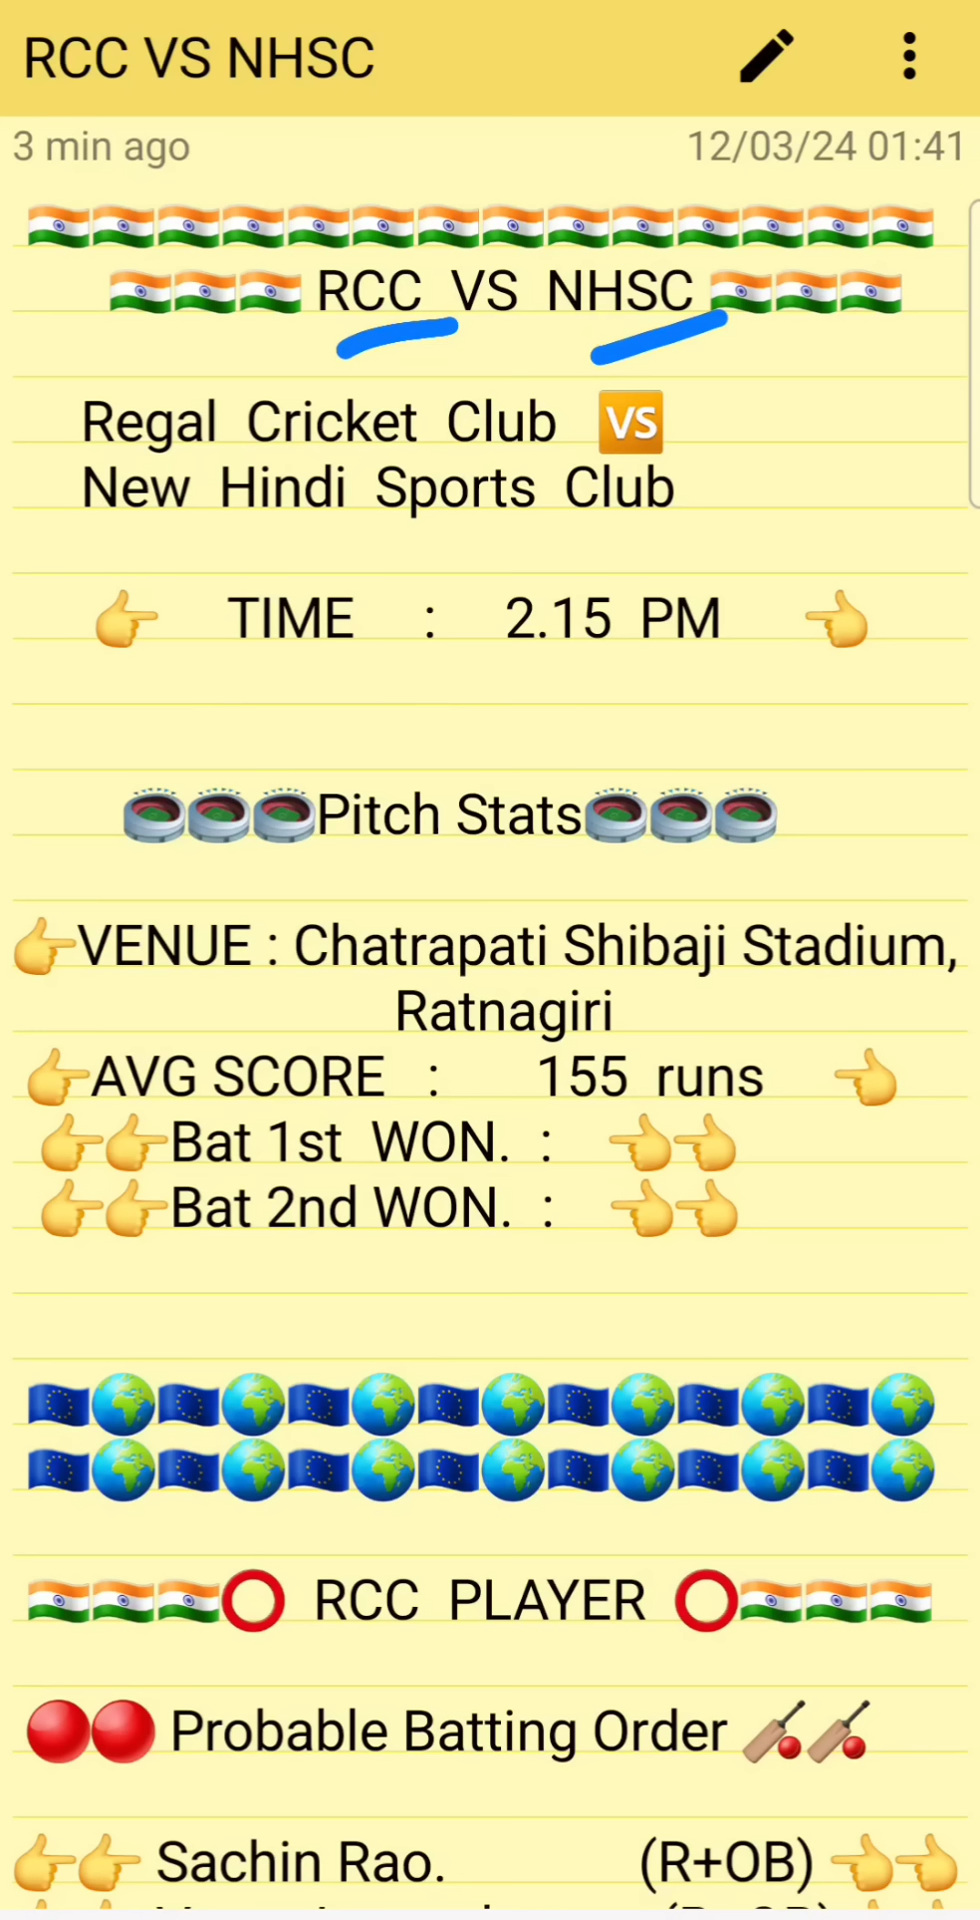 RCC VS NHSC
3 min ago 12/03/24 01:41
RCC VS NHSC
Regal Cricket Club VS
New Hindi Sports Club
TIME : 2.15 PM
Pitch Stats
VENUE : Chatrapati Shibaji Stadium,
Ratnagiri
AVG SCORE : 155 runs
Bat 1st WON. :
Bat 2nd WON. :
RCC PLAYER
Probable Batting Order
Sachin Rao. (R+OB)